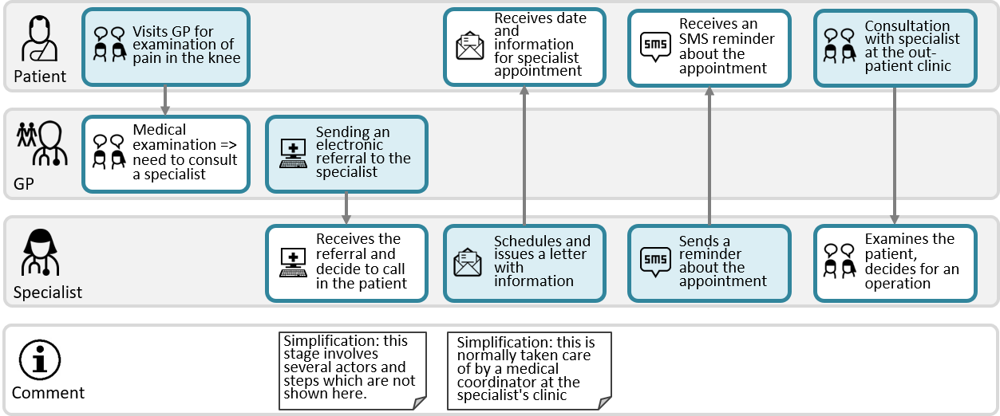 Patient
Visits GP for
examination of
pain in the knee
Receives date
and
information
for specialist
appointment
sms
Receives an
SMS reminder
about the
appointment
Consultation
with specialist
at the out-
patient clinic
GP
Medical
examination =>
need to consult
a specialist
Sending an
electronic
referral to the
specialist
Specialist
Receives the
referral and
decide to call
in the patient
Schedules and
issues a letter
with
information
sms
Sends a
reminder
about the
appointment
Examines the
patient,
decides for an
operation
Comment
Simplification: this
stage involves
several actors and
steps which are not
shown here.
Simplification: this is
normally taken care
of by a medical
coordinator at the
specialist's clinic